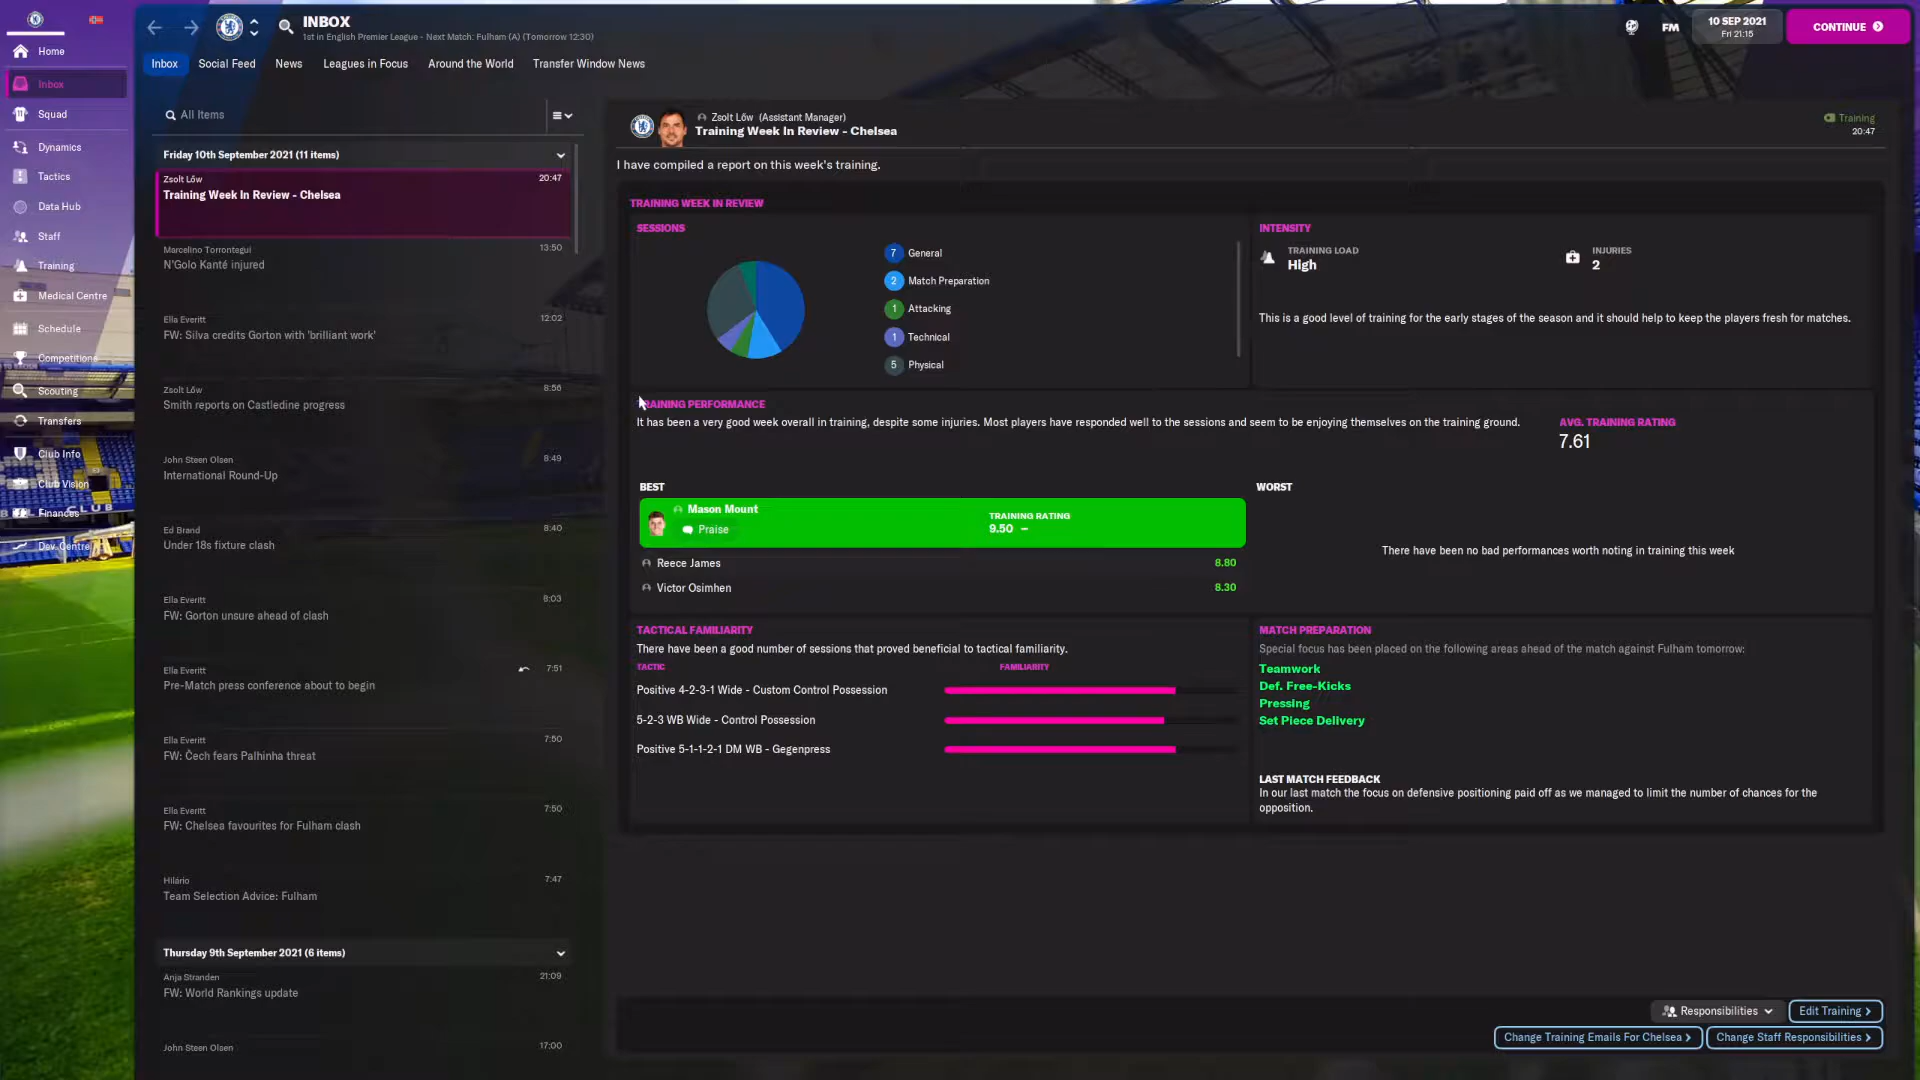 INBOX
1st in English Premier League - Next Match: Fulham (A) (Tomorrow 12:30)
FM
10 SEP 2021
Fri 21:15
CONTINUE
Home
Inbox
Squad
Dynamics
Tactics
Data Hub
Staff
Training
Medical Centre
Schedule
Competitions
Scouting
Transfers
Club Info
Club Vision
Finances
Dev. Centre
Inbox
Social Feed
News
Leagues in Focus
Around the World
Transfer Window News
All Items
Friday 10th September 2021 (11 items)
Zsolt Lőw
20:47
Training Week In Review - Chelsea
Marcelino Torrontegui
13:50
N'Golo Kanté injured
Ella Everitt
12:02
FW: Silva credits Gorton with 'brilliant work'
Zsolt Lőw
8:56
Smith reports on Castledine progress
John Steen Olsen
8:49
International Round-Up
Ed Brand
8:40
Under 18s fixture clash
Ella Everitt
8:03
FW: Gorton unsure ahead of clash
Ella Everitt
7:51
Pre-Match press conference about to begin
Ella Everitt
7:50
FW: Čech fears Palhinha threat
Ella Everitt
7:50
FW: Chelsea favourites for Fulham clash
Hilário
7:47
Team Selection Advice: Fulham
Thursday 9th September 2021 (6 items)
Anja Stranden
21:09
FW: World Rankings update
John Steen Olsen
17:00
Zsolt Lőw (Assistant Manager)
Training Week In Review - Chelsea
Training
20:47
I have compiled a report on this week's training.
TRAINING WEEK IN REVIEW
SESSIONS
7 General
2 Match Preparation
1 Attacking
1 Technical
5 Physical
INTENSITY
TRAINING LOAD
High
INJURIES
2
This is a good level of training for the early stages of the season and it should help to keep the players fresh for matches.
TRAINING PERFORMANCE
It has been a very good week overall in training, despite some injuries. Most players have responded well to the sessions and seem to be enjoying themselves on the training ground.
AVG. TRAINING RATING
7.61
BEST
Mason Mount
Praise
TRAINING RATING
9.50 –
Reece James
8.80
Victor Osimhen
8.30
WORST
There have been no bad performances worth noting in training this week
TACTICAL FAMILIARITY
There have been a good number of sessions that proved beneficial to tactical familiarity.
TACTIC
FAMILIARITY
Positive 4-2-3-1 Wide - Custom Control Possession
5-2-3 WB Wide - Control Possession
Positive 5-1-1-2-1 DM WB - Gegenpress
MATCH PREPARATION
Special focus has been placed on the following areas ahead of the match against Fulham tomorrow:
Teamwork
Def. Free-Kicks
Pressing
Set Piece Delivery
LAST MATCH FEEDBACK
In our last match the focus on defensive positioning paid off as we managed to limit the number of chances for the
opposition.
Responsibilities
Edit Training
Change Training Emails For Chelsea
Change Staff Responsibilities